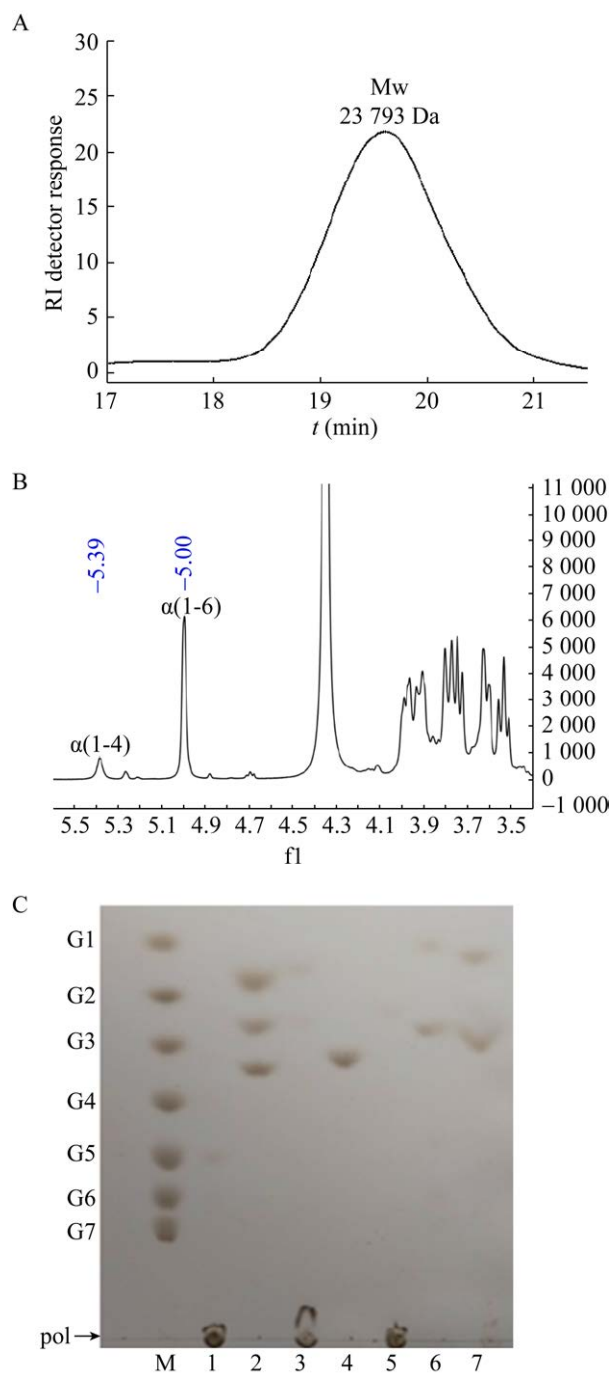 A
30
25
20
15
10
5
0
RI detector response
Mw
23 793 Da
17 18 19 20 21
t (min)
B
–5.39
–5.00
α(1-6)
α(1-4)
11 000
10 000
9 000
8 000
7 000
6 000
5 000
4 000
3 000
2 000
1 000
0
–1 000
5.5 5.3 5.1 4.9 4.7 4.5 4.3 4.1 3.9 3.7 3.5
f1
C
G1
G2
G3
G4
G5
G6
G7
pol
M 1 2 3 4 5 6 7